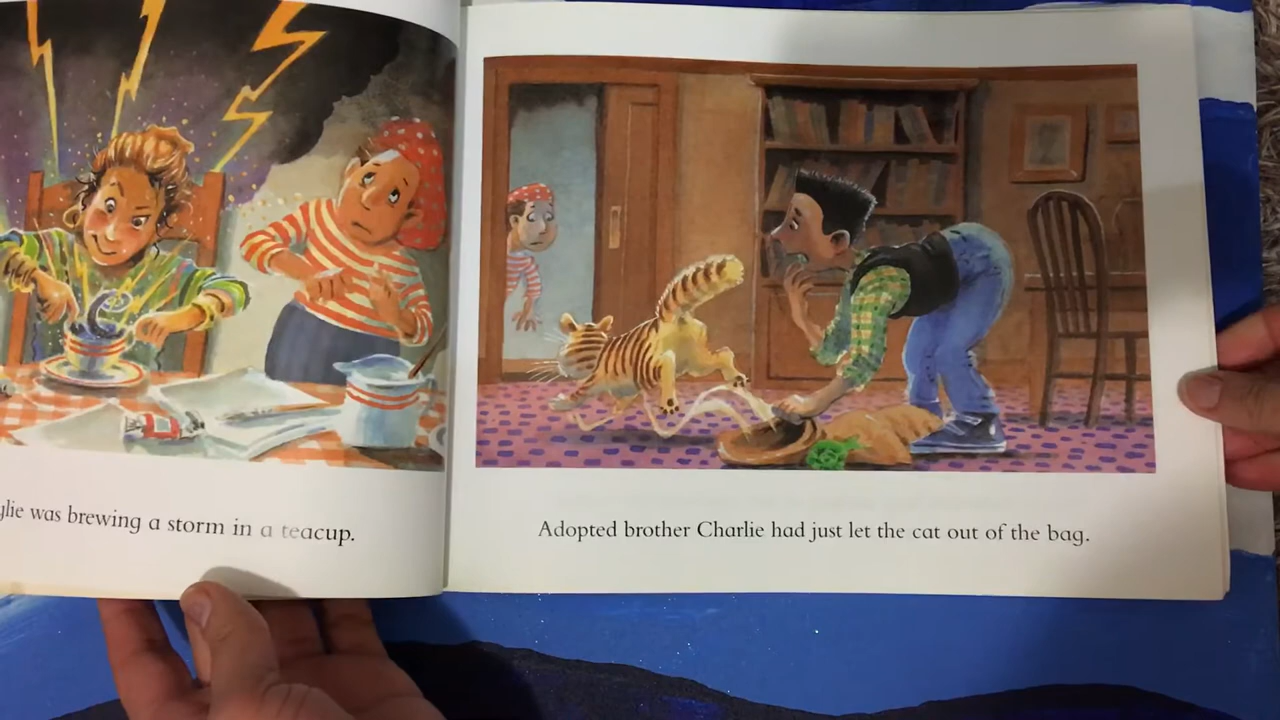 was brewing a storm in a teacup.
Adopted brother Charlie had just let the cat out of the bag.